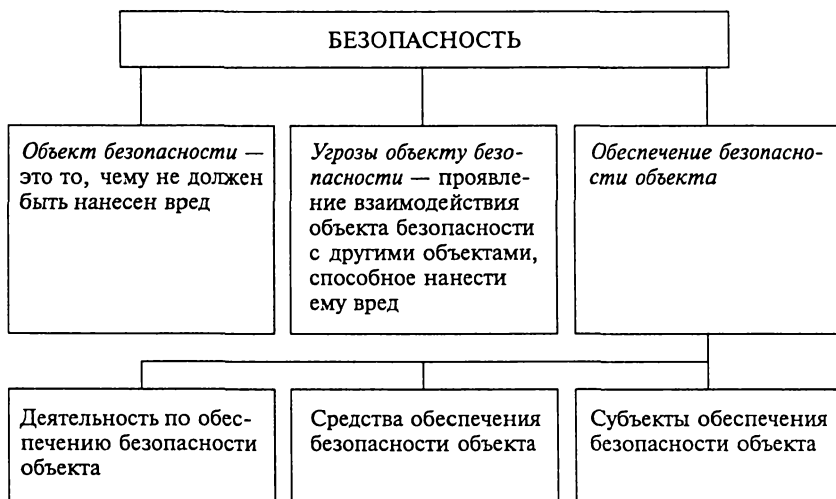 БЕЗОПАСНОСТЬ
Объект безопасности —
это то, чему не должен
быть нанесен вред
Угрозы объекту безо-
пасности — проявле-
ние взаимодействия
объекта безопасности
с другими объектами,
способное нанести
ему вред
Обеспечение безопасно-
сти объекта
Деятельность по обес-
печению безопасности
объекта
Средства обеспечения
безопасности объекта
Субъекты обеспечения
безопасности объекта